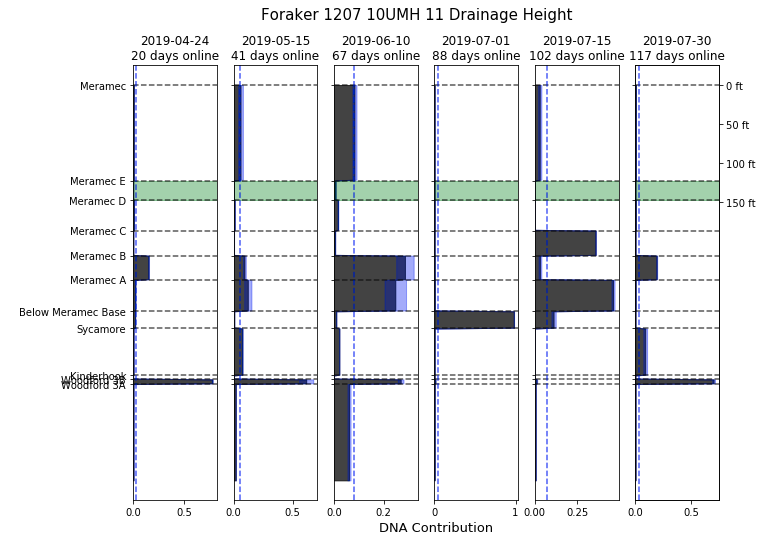 Foraker 1207 10UMH 11 Drainage Height
2019-04-24
20 days online
2019-05-15
41 days online
2019-06-10
67 days online
2019-07-01
88 days online
2019-07-15
102 days online
2019-07-30
117 days online
Meramec
Meramec E
Meramec D
Meramec C
Meramec B
Meramec A
Below Meramec Base
Sycamore
Kinderhook
Woodford 3A
0 ft
50 ft
100 ft
150 ft
0.0 0.5
0.0 0.5
0.0 0.2
0 1
0.00 0.25
0.0 0.5
DNA Contribution